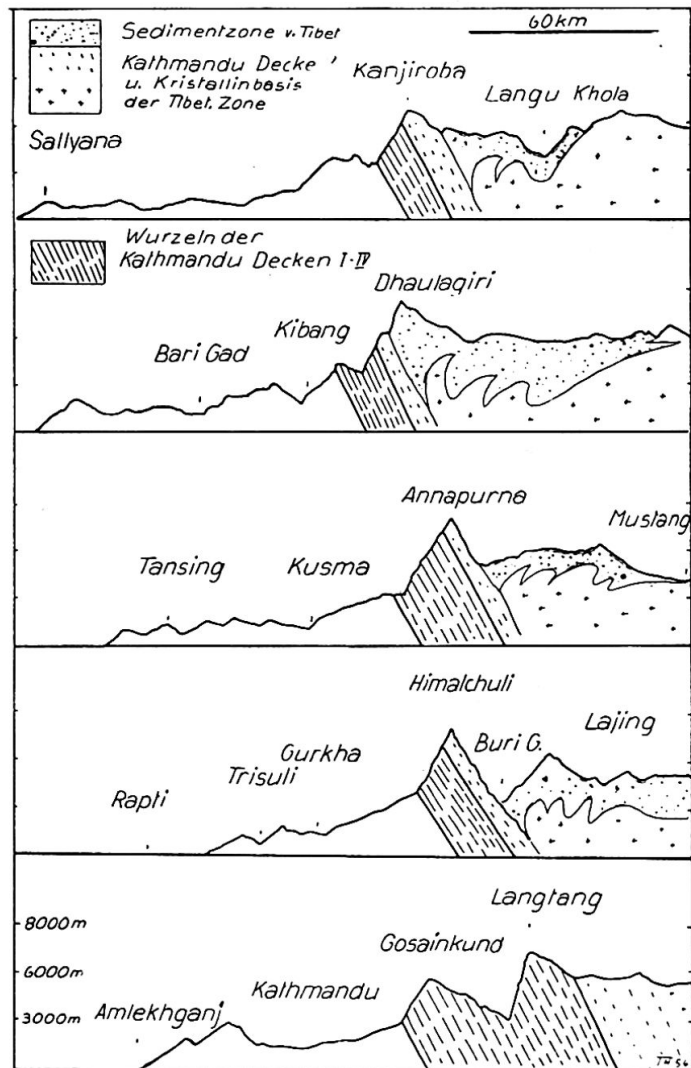 Sedimentzone v. Tibet
60km
Kathmandu Decke
u. Kristallinbasis
der Tibet. Zone
Kanjiroba
Langu Khola
Sallyana
Wurzeln der
Kathmandu Decken I-IV
Dhaulagiri
Kibang
Bari Gad
Annapurna
Mustang
Tansing
Kusma
Himalchuli
Buri G.
Lajing
Gurkha
Trisuli
Rapti
Langtang
8000m
Gosainkund
6000m
Kathmandu
3000m
Amlekhganj